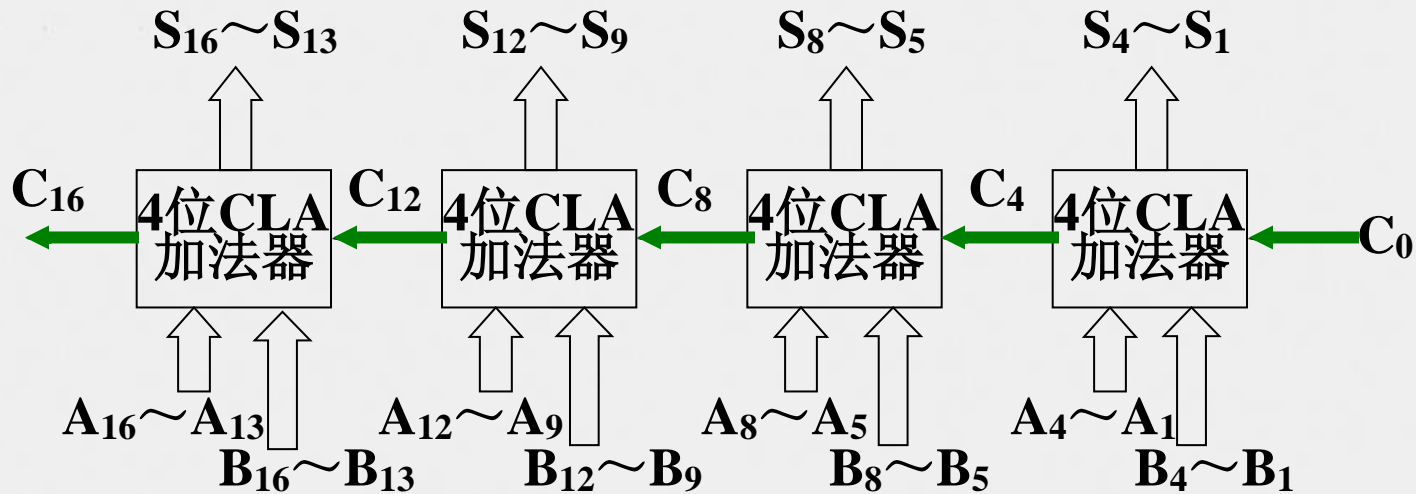 S₁₆～S₁₃ S₁₂～S₉ S₈～S₅ S₄～S₁
C₁₆ 4位CLA加法器 C₁₂ 4位CLA加法器 C₈ 4位CLA加法器 C₄ 4位CLA加法器 C₀
A₁₆～A₁₃ A₁₂～A₉ A₈～A₅ A₄～A₁
B₁₆～B₁₃ B₁₂～B₉ B₈～B₅ B₄～B₁